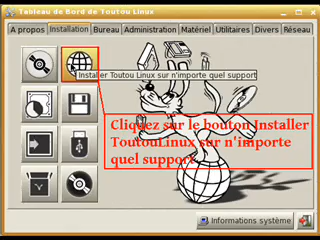 Tableau de Bord de Toutou Linux
A propos Installation Bureau Administration Matériel Utilitaires Divers Réseau
Installer Toutou Linux sur n'importe quel support
Cliquez sur le bouton Installer
ToutouLinux sur n'importe
quel support
Informations système